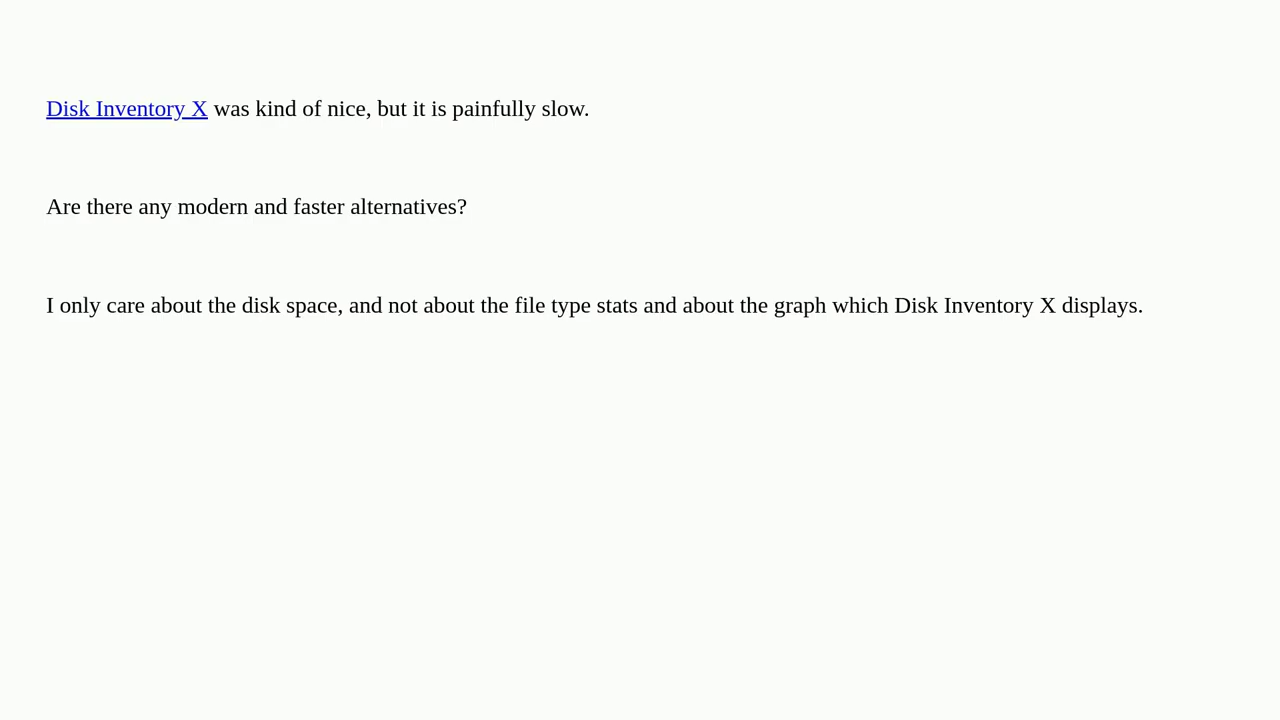 Disk Inventory X was kind of nice, but it is painfully slow.
Are there any modern and faster alternatives?
I only care about the disk space, and not about the file type stats and about the graph which Disk Inventory X displays.